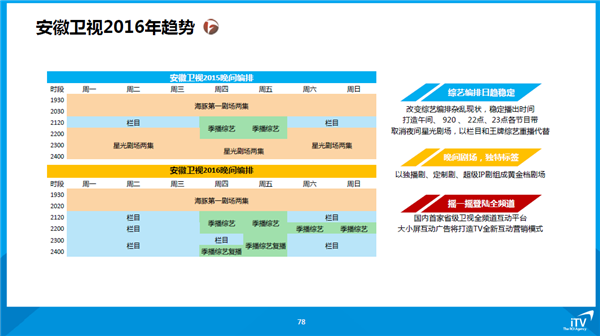 安徽卫视2016年趋势
安徽卫视2015晚间编排
时段 周一 周二 周三 周四 周五 周六 周日
1930
2030
海豚第一剧场两集
2120 栏目 季播综艺 季播综艺 栏目
2200
2300 星光剧场两集 星光剧场两集 星光剧场两集
2400
安徽卫视2016晚间编排
时段 周一 周二 周三 周四 周五 周六 周日
1930
2020
海豚第一剧场两集
2120 栏目 季播综艺 季播综艺 栏目
2200 栏目 季播综艺 季播综艺 季播综艺
2300 栏目 栏目 季播综艺复播 栏目
2400 季播综艺复播
综艺编排日趋稳定
改变综艺编排杂乱现状，稳定播出时间
打造午间、 920 、 22点、23点各节目带
取消夜间星光剧场，以栏目和王牌综艺重播代替
晚间剧场，独特标签
以独播剧、定制剧、超级IP剧组成黄金档剧场
摇一摇登陆全频道
国内首家省级卫视全频道互动平台
大小屏互动广告将打造TV全新互动营销模式
78
iTV
The NO Agency